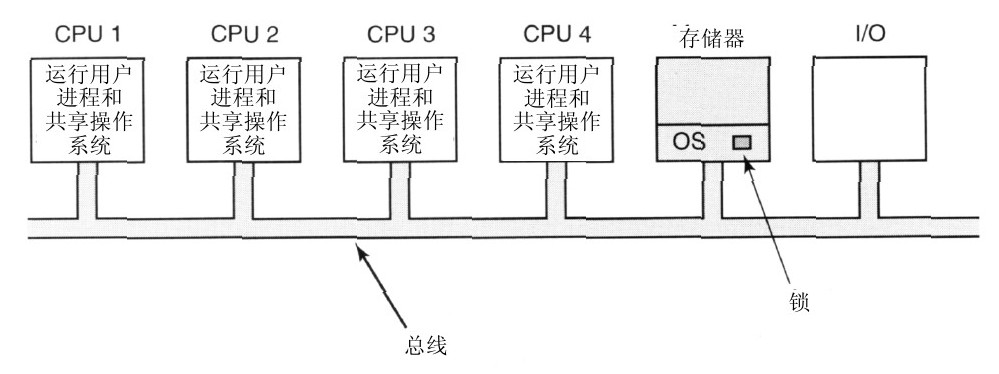 CPU 1
CPU 2
CPU 3
CPU 4
存储器
I/O
运行用户
进程和
共享操作
系统
运行用户
进程和
共享操作
系统
运行用户
进程和
共享操作
系统
运行用户
进程和
共享操作
系统
OS
锁
总线